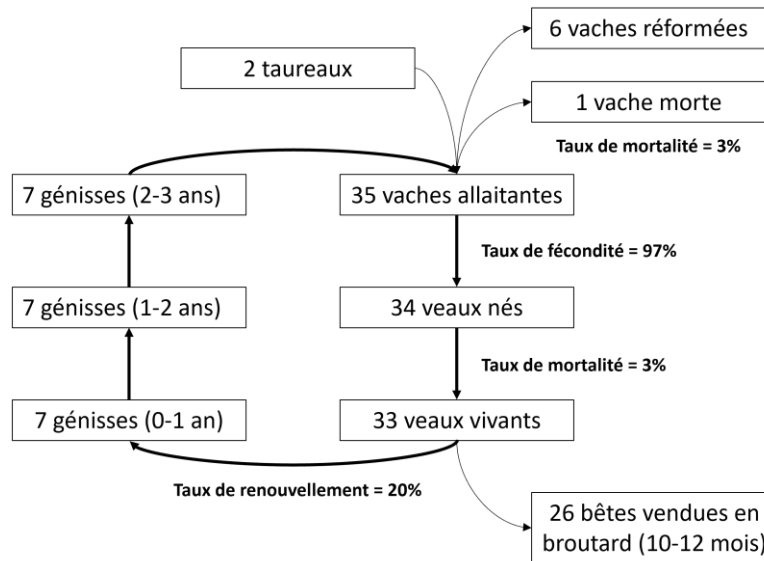 6 vaches réformées
2 taureaux
1 vache morte
Taux de mortalité = 3%
7 génisses (2-3 ans)
35 vaches allaitantes
Taux de fécondité = 97%
7 génisses (1-2 ans)
34 veaux nés
Taux de mortalité = 3%
7 génisses (0-1 an)
33 veaux vivants
Taux de renouvellement = 20%
26 bêtes vendues en
broutard (10-12 mois)